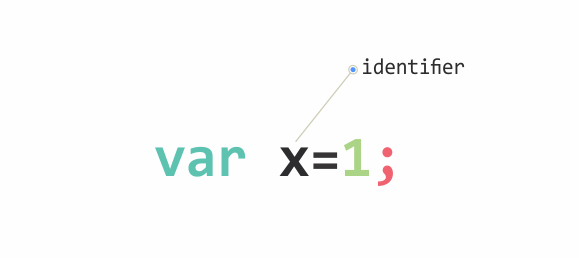 identifier
var x=1;